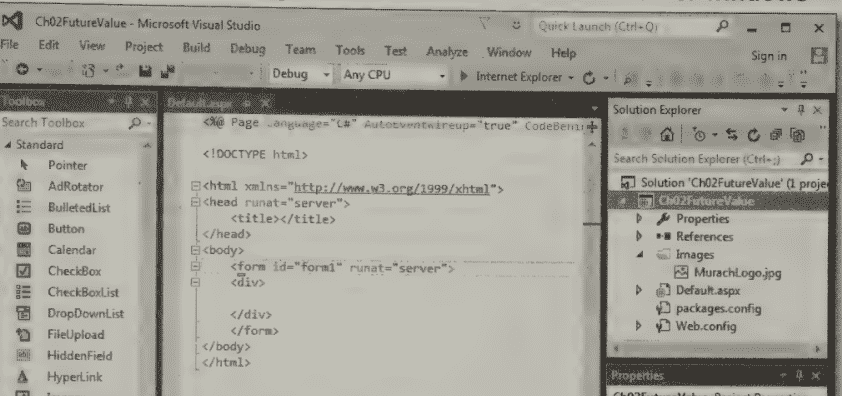 Ch02FutureValue - Microsoft Visual Studio
Quick Launch (Ctrl+Q)
File Edit View Project Build Debug Team Tools Test Analyze Window Help
Sign in
Debug Any CPU Internet Explorer
Toolbox
Search Toolbox
Standard
Pointer
AdRotator
BulletedList
Button
Calendar
CheckBox
CheckBoxList
DropDownList
FileUpload
HiddenField
HyperLink
Default.aspx
<%@ Page Language="C#" AutoEventWireup="true" CodeBehin
<!DOCTYPE html>
<html xmlns="http://www.w3.org/1999/xhtml">
<head runat="server">
<title></title>
</head>
<body>
<form id="form1" runat="server">
<div>
</div>
</form>
</body>
</html>
Solution Explorer
Search Solution Explorer (Ctrl+;)
Solution 'Ch02FutureValue' (1 proje
Ch02FutureValue
Properties
References
Images
MurachLogo.jpg
Default.aspx
packages.config
Web.config
Properties